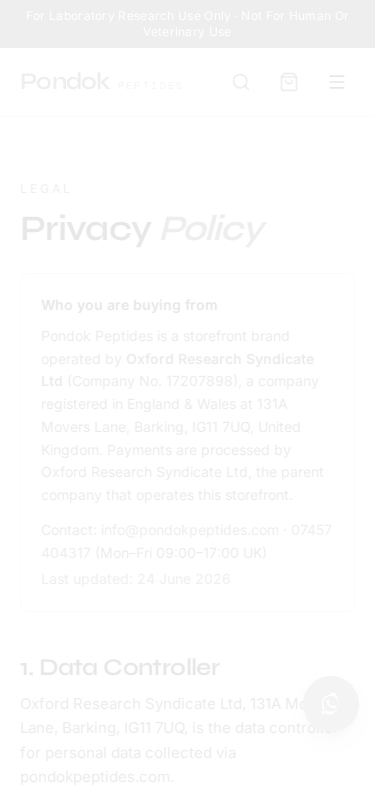 For Laboratory Research Use Only · Not For Human Or
Veterinary Use
Pondok PEPTIDES
LEGAL
Privacy Policy
Who you are buying from
Pondok Peptides is a storefront brand
operated by Oxford Research Syndicate
Ltd (Company No. 17207898), a company
registered in England & Wales at 131A
Movers Lane, Barking, IG11 7UQ, United
Kingdom. Payments are processed by
Oxford Research Syndicate Ltd, the parent
company that operates this storefront.
Contact: info@pondokpeptides.com · 07457
404317 (Mon–Fri 09:00–17:00 UK)
Last updated: 24 June 2026
1. Data Controller
Oxford Research Syndicate Ltd, 131A
Lane, Barking, IG11 7UQ, is the data
for personal data collected via
pondokpeptides.com.